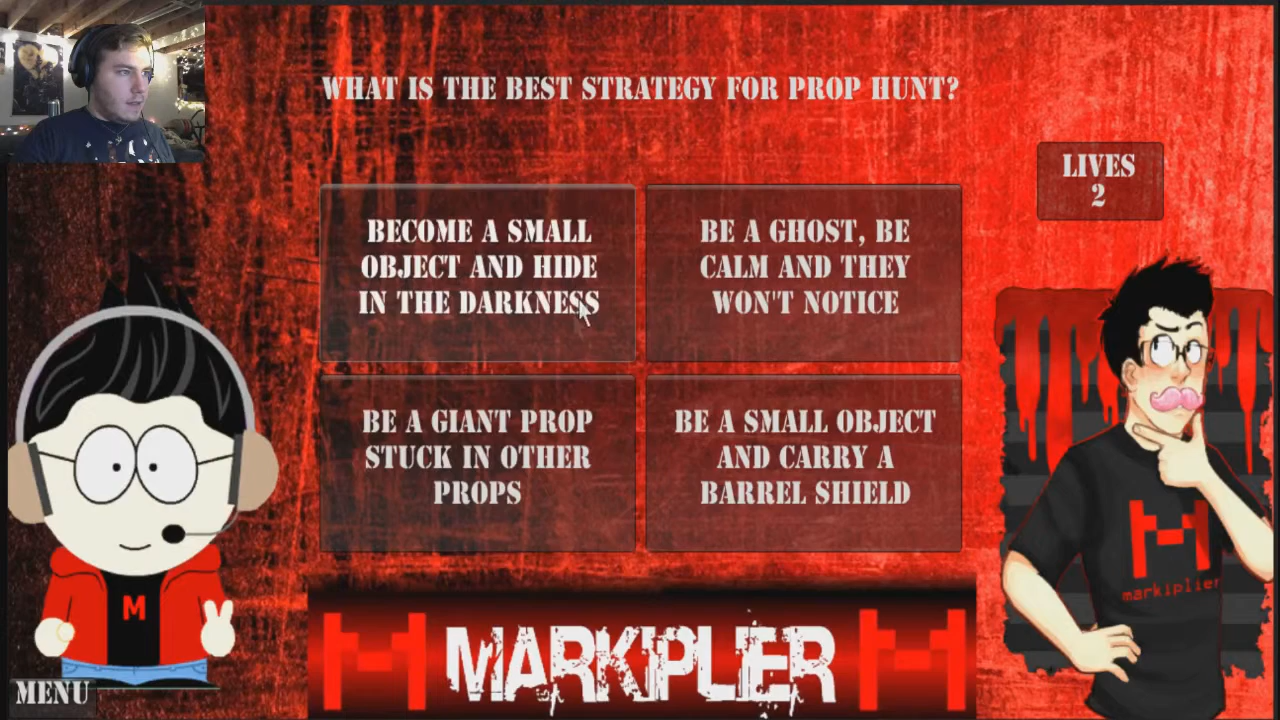 WHAT IS THE BEST STRATEGY FOR PROP HUNT?
LIVES
2
BECOME A SMALL
OBJECT AND HIDE
IN THE DARKNESS
BE A GHOST, BE
CALM AND THEY
WON'T NOTICE
BE A GIANT PROP
STUCK IN OTHER
PROPS
BE A SMALL OBJECT
AND CARRY A
BARREL SHIELD
M
M
markiplier
M MARKIPLIER M
MENU